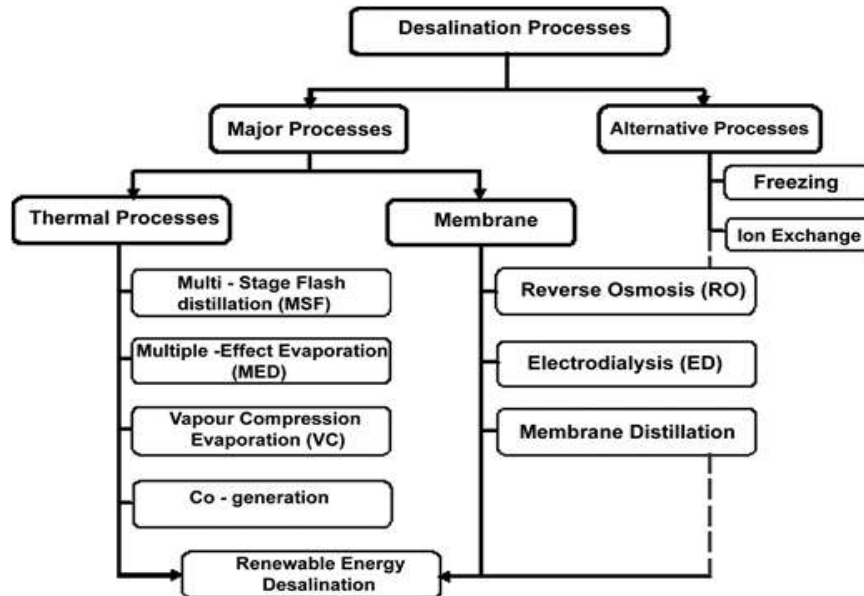 Desalination Processes
Major Processes
Alternative Processes
Freezing
Ion Exchange
Thermal Processes
Membrane
Multi - Stage Flash
distillation (MSF)
Multiple -Effect Evaporation
(MED)
Vapour Compression
Evaporation (VC)
Co - generation
Reverse Osmosis (RO)
Electrodialysis (ED)
Membrane Distillation
Renewable Energy
Desalination